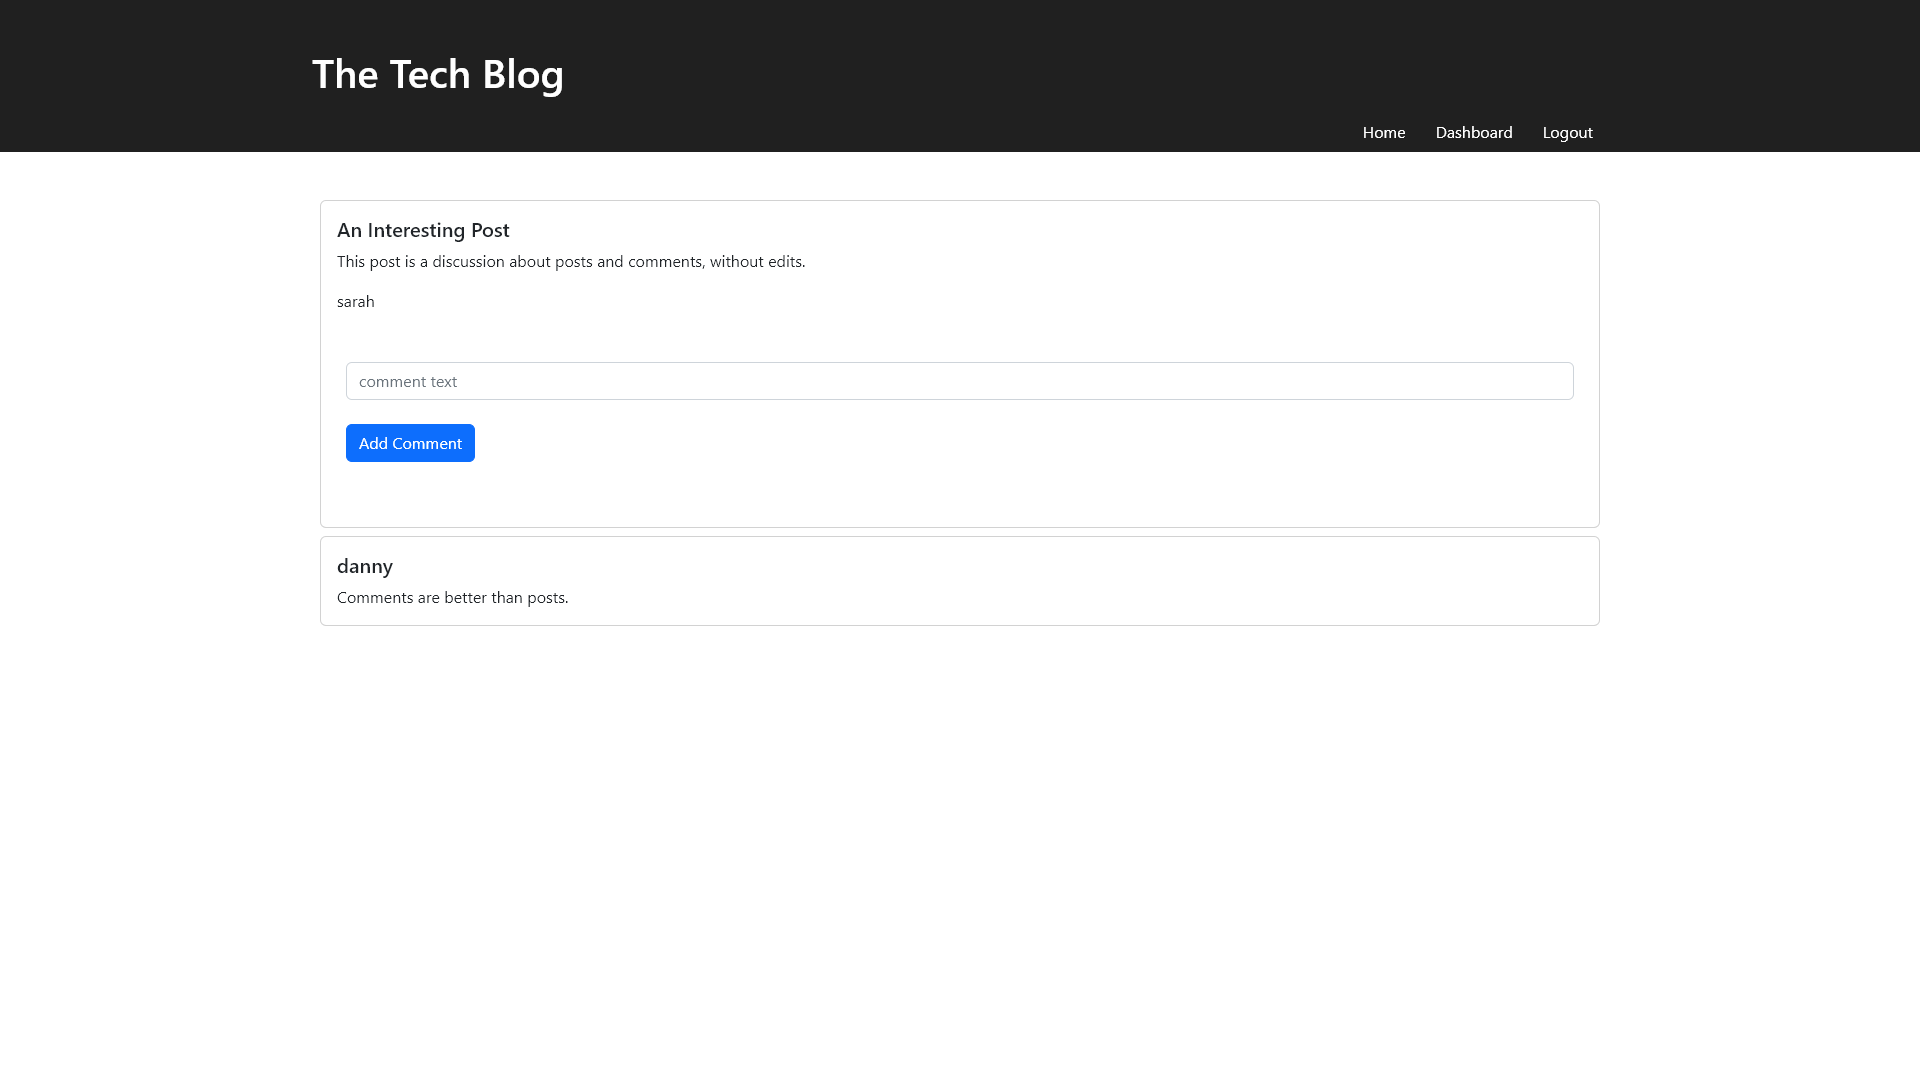 The Tech Blog
Home Dashboard Logout
An Interesting Post
This post is a discussion about posts and comments, without edits.
sarah
comment text
Add Comment
danny
Comments are better than posts.